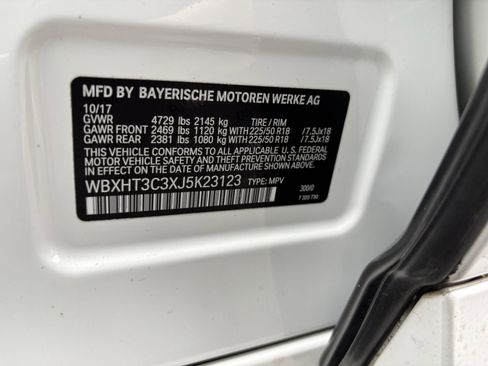 MFD BY BAYERISCHE MOTOREN WERKE AG
10/17
GVWR 4729 lbs 2145 kg TIRE / RIM
GAWR FRONT 2469 lbs 1120 kg WITH 225/50 R18 /7.5Jx18
GAWR REAR 2381 lbs 1080 kg WITH 225/50 R18 /7.5Jx18
THIS VEHICLE CONFORMS TO ALL APPLICABLE U.S. FEDERAL
MOTOR VEHICLE SAFETY, BUMPER, AND THEFT PREVENTION STANDARDS
IN EFFECT ON THE DATE OF MANUFACTURE SHOWN ABOVE.
WBXHT3C3XJ5K23123 TYPE: MPV 300/0